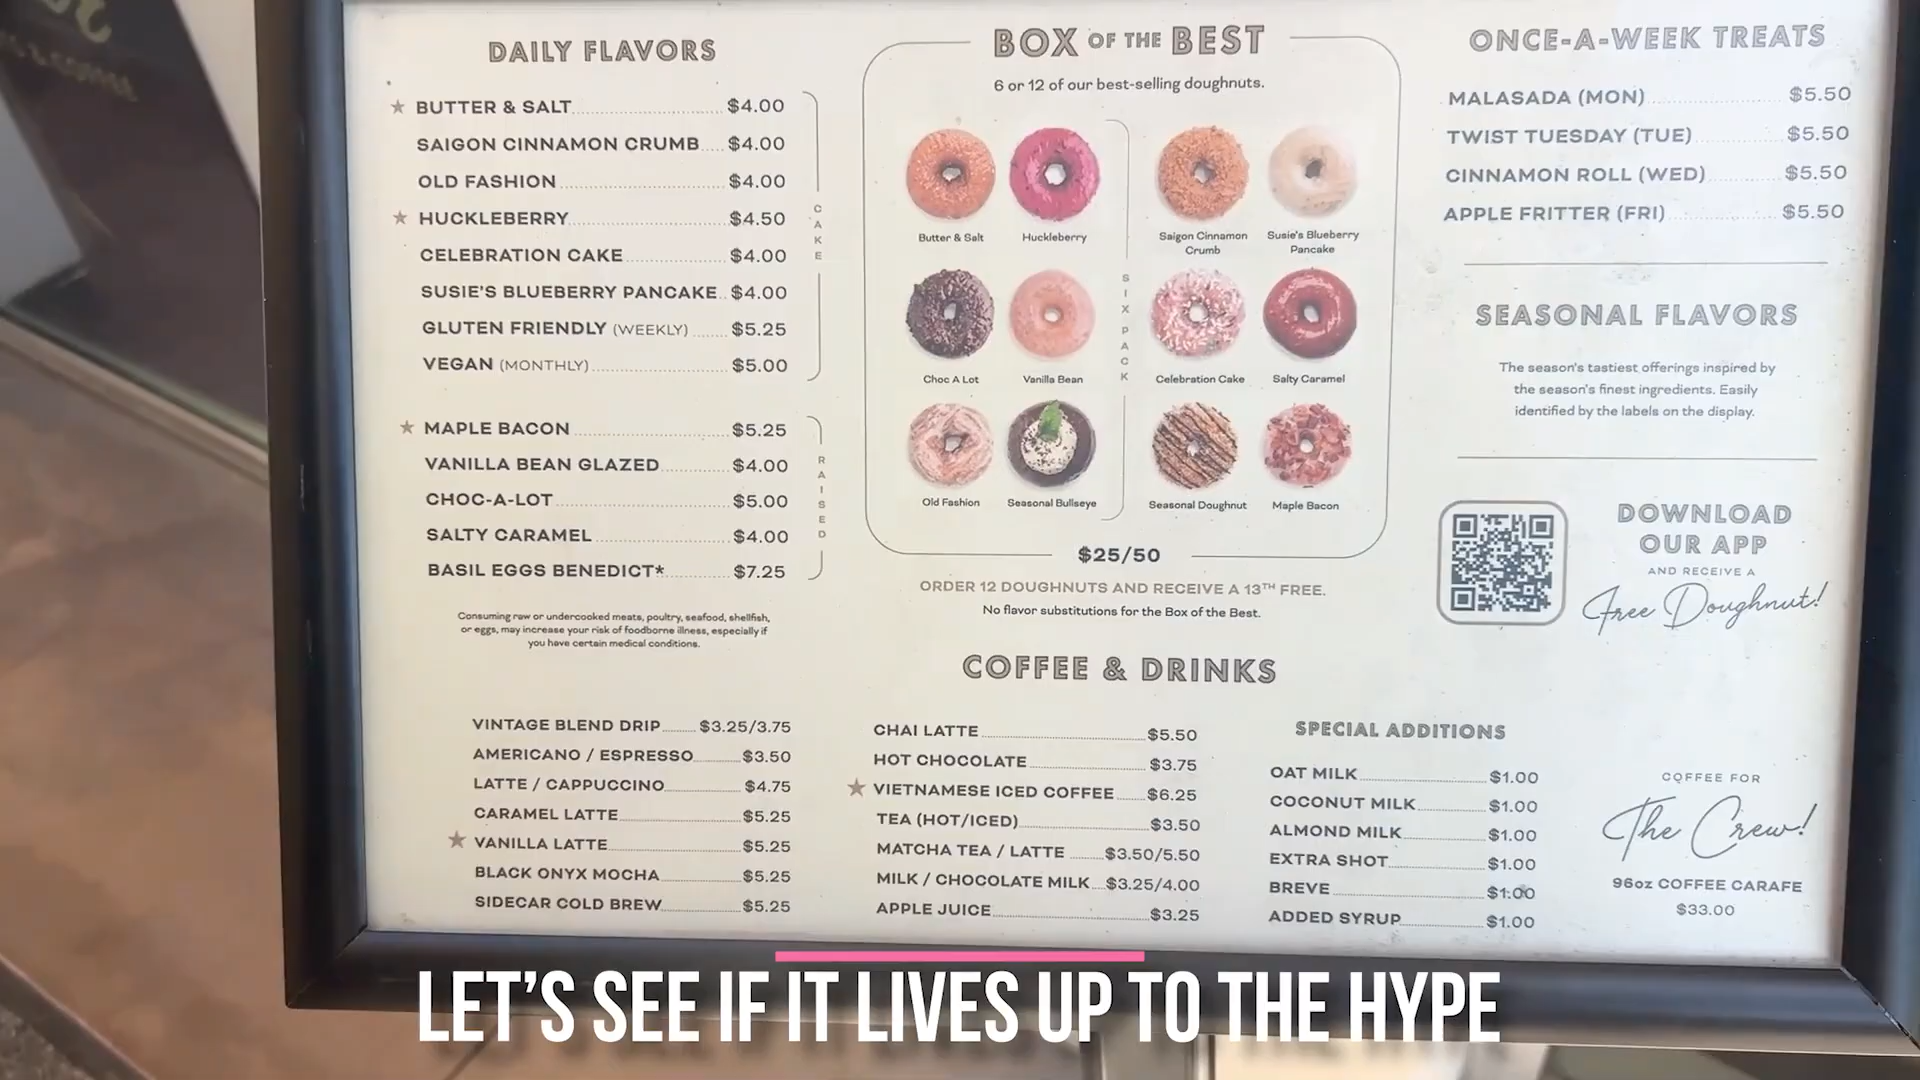 DAILY FLAVORS
BUTTER & SALT $4.00
SAIGON CINNAMON CRUMB $4.00
OLD FASHION $4.00
HUCKLEBERRY $4.50
CELEBRATION CAKE $4.00
SUSIE'S BLUEBERRY PANCAKE $4.00
GLUTEN FRIENDLY (WEEKLY) $5.25
VEGAN (MONTHLY) $5.00
CAKE
MAPLE BACON $5.25
VANILLA BEAN GLAZED $4.00
CHOC-A-LOT $5.00
SALTY CARAMEL $4.00
BASIL EGGS BENEDICT* $7.25
RAISED
Consuming raw or undercooked meats, poultry, seafood, shellfish,
or eggs, may increase your risk of foodborne illness, especially if
you have certain medical conditions.
BOX OF THE BEST
6 or 12 of our best-selling doughnuts.
Butter & Salt
Huckleberry
Saigon Cinnamon
Crumb
Susie's Blueberry
Pancake
Choc A Lot
Vanilla Bean
SIX PACK
Celebration Cake
Salty Caramel
Old Fashion
Seasonal Bullseye
Seasonal Doughnut
Maple Bacon
$25/50
ORDER 12 DOUGHNUTS AND RECEIVE A 13TH FREE.
No flavor substitutions for the Box of the Best.
ONCE-A-WEEK TREATS
MALASADA (MON) $5.50
TWIST TUESDAY (TUE) $5.50
CINNAMON ROLL (WED) $5.50
APPLE FRITTER (FRI) $5.50
SEASONAL FLAVORS
The season's tastiest offerings inspired by
the season's finest ingredients. Easily
identified by the labels on the display.
DOWNLOAD
OUR APP
AND RECEIVE A
Free Doughnut!
COFFEE & DRINKS
VINTAGE BLEND DRIP $3.25/3.75
AMERICANO / ESPRESSO $3.50
LATTE / CAPPUCCINO $4.75
CARAMEL LATTE $5.25
VANILLA LATTE $5.25
BLACK ONYX MOCHA $5.25
SIDECAR COLD BREW $5.25
CHAI LATTE $5.50
HOT CHOCOLATE $3.75
VIETNAMESE ICED COFFEE $6.25
TEA (HOT/ICED) $3.50
MATCHA TEA / LATTE $3.50/5.50
MILK / CHOCOLATE MILK $3.25/4.00
APPLE JUICE $3.25
SPECIAL ADDITIONS
OAT MILK $1.00
COCONUT MILK $1.00
ALMOND MILK $1.00
EXTRA SHOT $1.00
BREVE $1.00
ADDED SYRUP $1.00
COFFEE FOR
The Crew!
96oz COFFEE CARAFE
$33.00
LET'S SEE IF IT LIVES UP TO THE HYPE